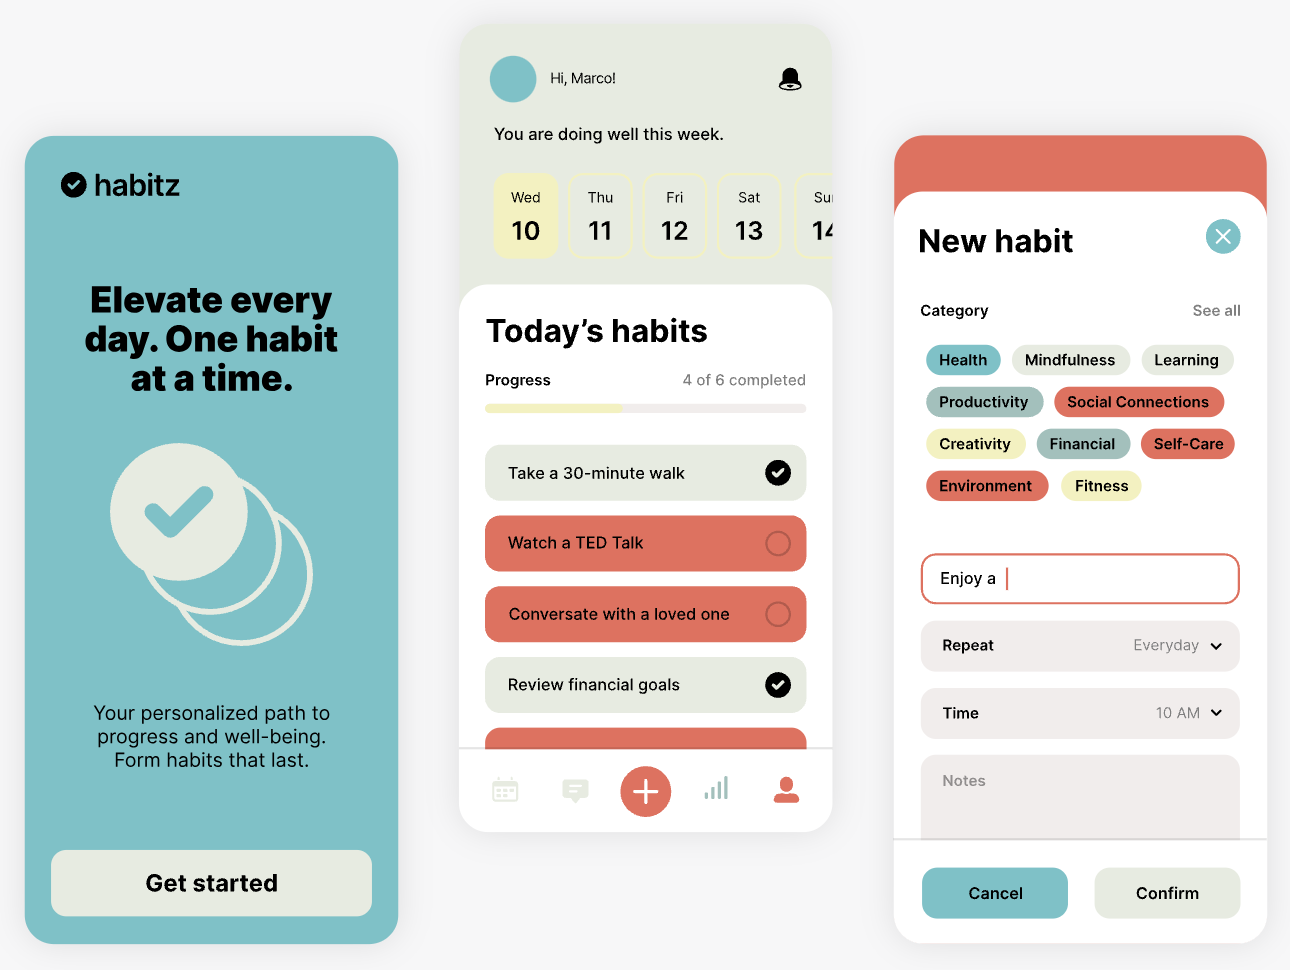 habitz
Elevate every
day. One habit
at a time.
Your personalized path to
progress and well-being.
Form habits that last.
Get started
Hi, Marco!
You are doing well this week.
Wed Thu Fri Sat Sun
10 11 12 13 14
Today’s habits
Progress 4 of 6 completed
Take a 30-minute walk
Watch a TED Talk
Conversate with a loved one
Review financial goals
New habit
Category See all
Health Mindfulness Learning
Productivity Social Connections
Creativity Financial Self-Care
Environment Fitness
Enjoy a
Repeat Everyday
Time 10 AM
Notes
Cancel Confirm